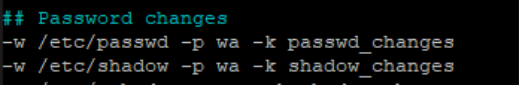 ## Password changes
-w /etc/passwd -p wa -k passwd_changes
-w /etc/shadow -p wa -k shadow_changes